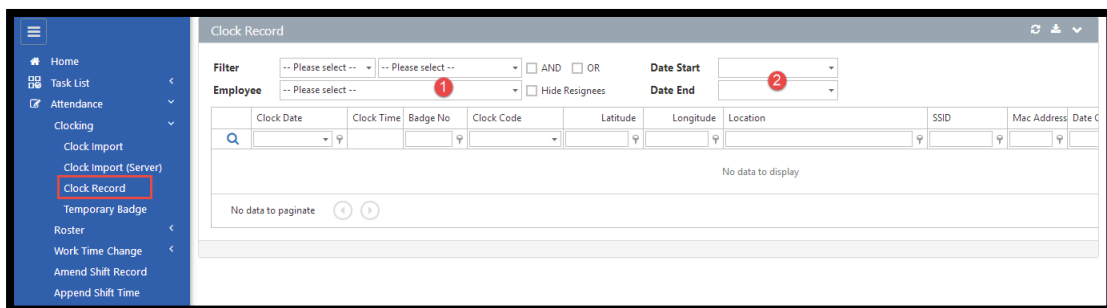 Clock Record
Home
Task List
Attendance
Clocking
Clock Import
Clock Import (Server)
Clock Record
Temporary Badge
Roster
Work Time Change
Amend Shift Record
Append Shift Time
Filter -- Please select -- -- Please select -- AND OR Date Start
Employee -- Please select -- 1 Hide Resignees Date End 2
Clock Date Clock Time Badge No Clock Code Latitude Longitude Location SSID Mac Address Date
No data to display
No data to paginate